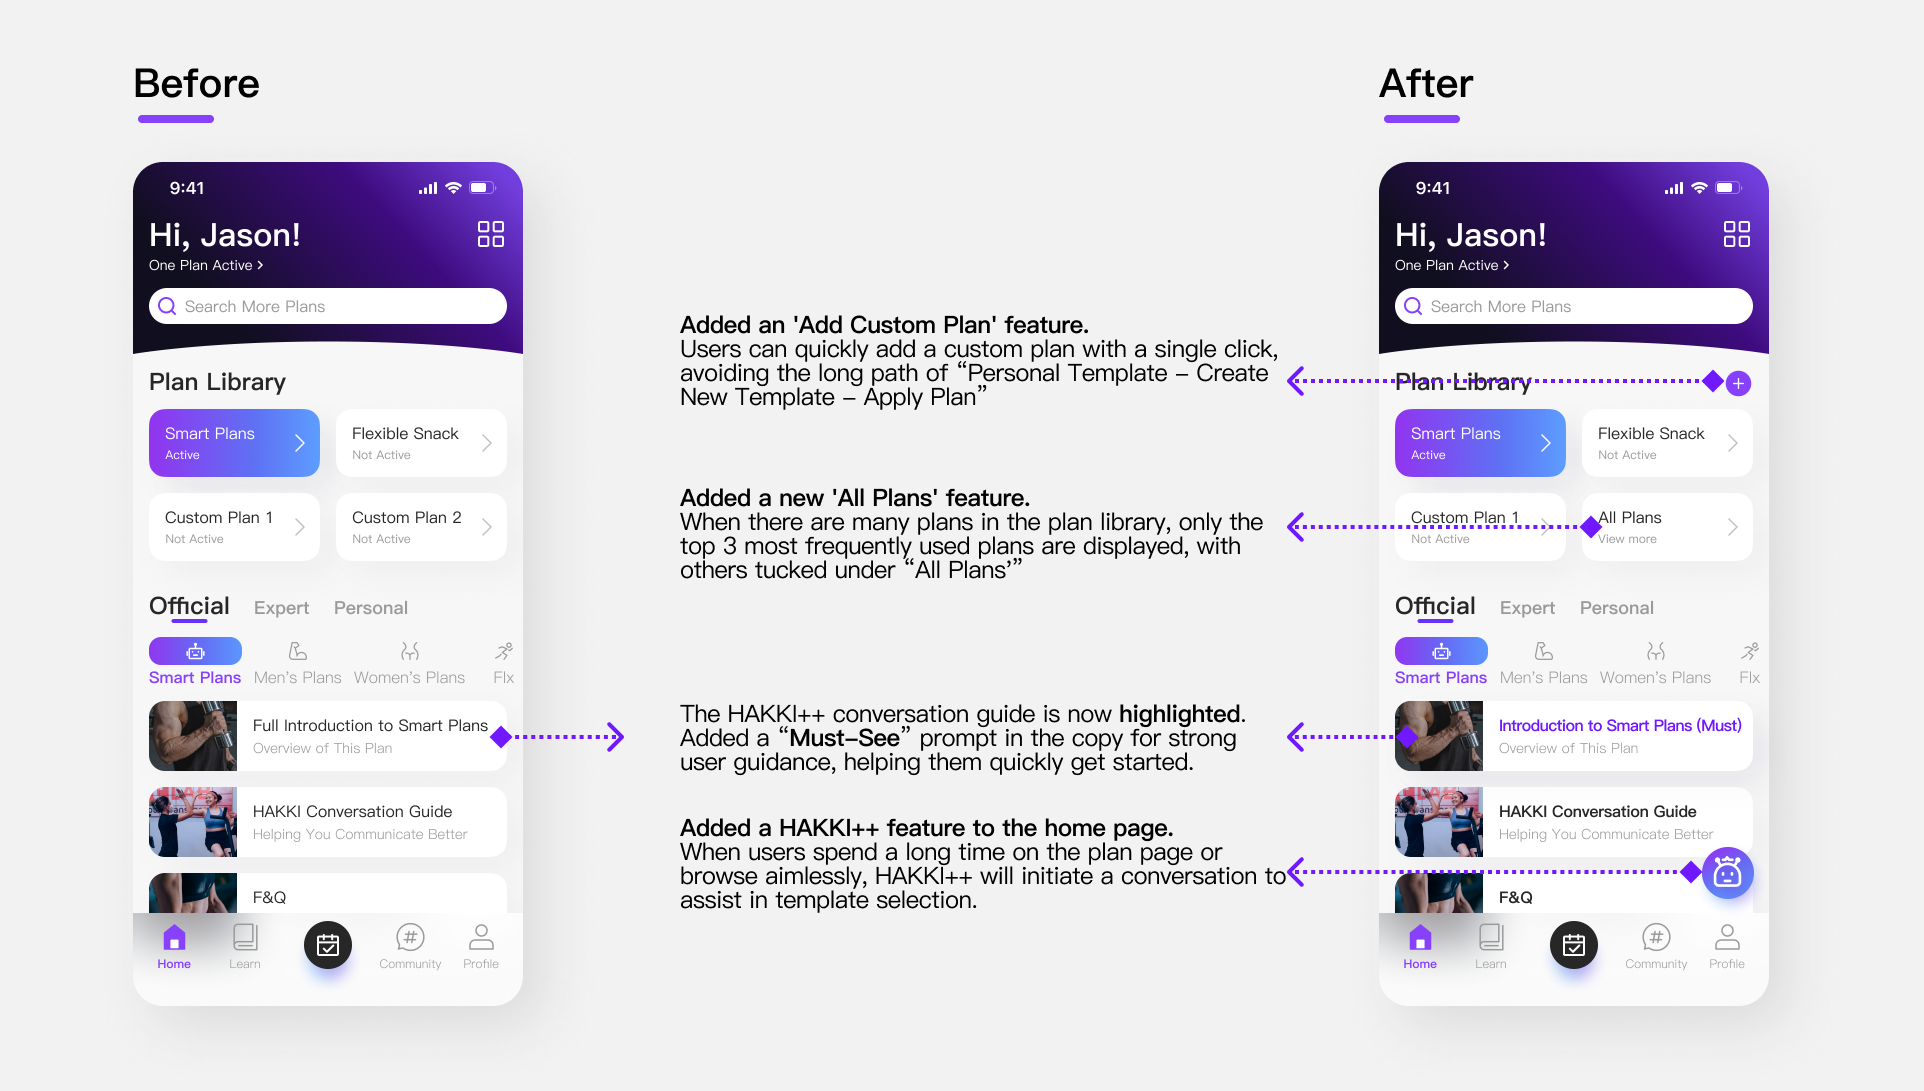 Before
9:41
Hi, Jason!
One Plan Active
Search More Plans
Plan Library
Smart Plans
Active
Flexible Snack
Not Active
Custom Plan 1
Not Active
Custom Plan 2
Not Active
Official Expert Personal
Smart Plans Men's Plans Women's Plans Flx
Full Introduction to Smart Plans
Overview of This Plan
HAKKI Conversation Guide
Helping You Communicate Better
F&Q
Home Learn Community Profile
Added an 'Add Custom Plan' feature.
Users can quickly add a custom plan with a single click,
avoiding the long path of “Personal Template – Create
New Template – Apply Plan”
Added a new 'All Plans' feature.
When there are many plans in the plan library, only the
top 3 most frequently used plans are displayed, with
others tucked under “All Plans’”
The HAKKI++ conversation guide is now highlighted.
Added a “Must–See” prompt in the copy for strong
user guidance, helping them quickly get started.
Added a HAKKI++ feature to the home page.
When users spend a long time on the plan page or
browse aimlessly, HAKKI++ will initiate a conversation to
assist in template selection.
After
9:41
Hi, Jason!
One Plan Active
Search More Plans
Plan Library
Smart Plans
Active
Flexible Snack
Not Active
Custom Plan 1
Not Active
All Plans
View more
Official Expert Personal
Smart Plans Men's Plans Women's Plans Flx
Introduction to Smart Plans (Must)
Overview of This Plan
HAKKI Conversation Guide
Helping You Communicate Better
F&Q
Home Learn Community Profile